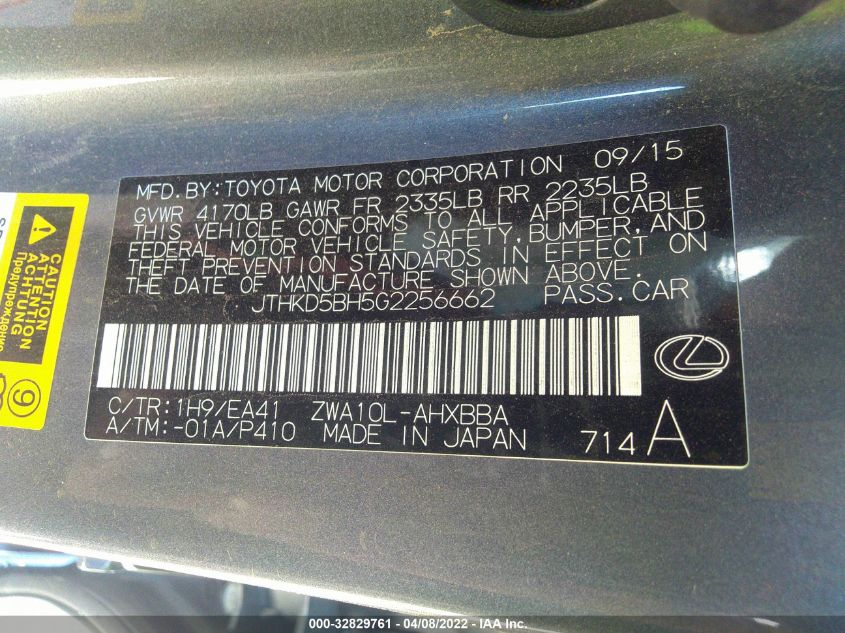 MFD.BY:TOYOTA MOTOR CORPORATION 09/15
GVWR 4170LB GAWR FR 2335LB RR 2235LB
THIS VEHICLE CONFORMS TO ALL APPLICABLE
FEDERAL MOTOR VEHICLE SAFETY,BUMPER,AND
THEFT PREVENTION STANDARDS IN EFFECT ON
THE DATE OF MANUFACTURE SHOWN ABOVE.
JTHKD5BH5G2256662 PASS.CAR
C/TR:1H9/EA41 ZWA10L-AHXBBA
A/TM:-01A/P410 MADE IN JAPAN 714 A
CAUTION
ATTENTION
ACHTUNG
Предупреждение
9
000-32829761 - 04/08/2022 - IAA Inc.